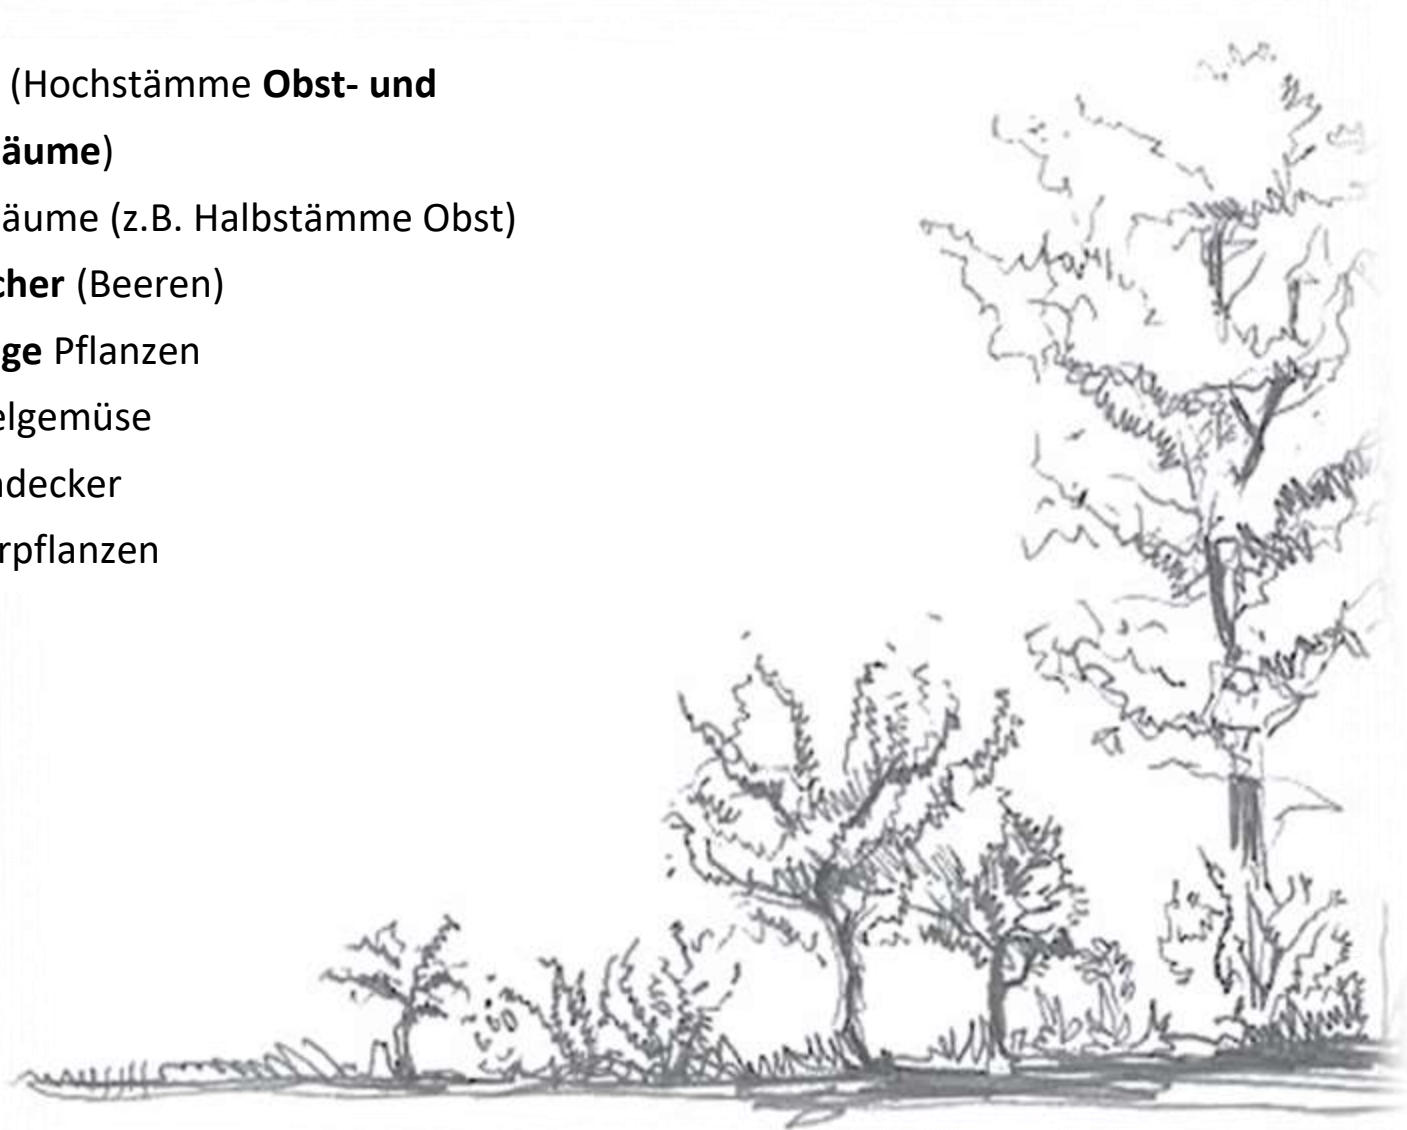 (Hochstämme Obst- und
äume)
äume (z.B. Halbstämme Obst)
cher (Beeren)
ge Pflanzen
elgemüse
ndecker
rpflanzen